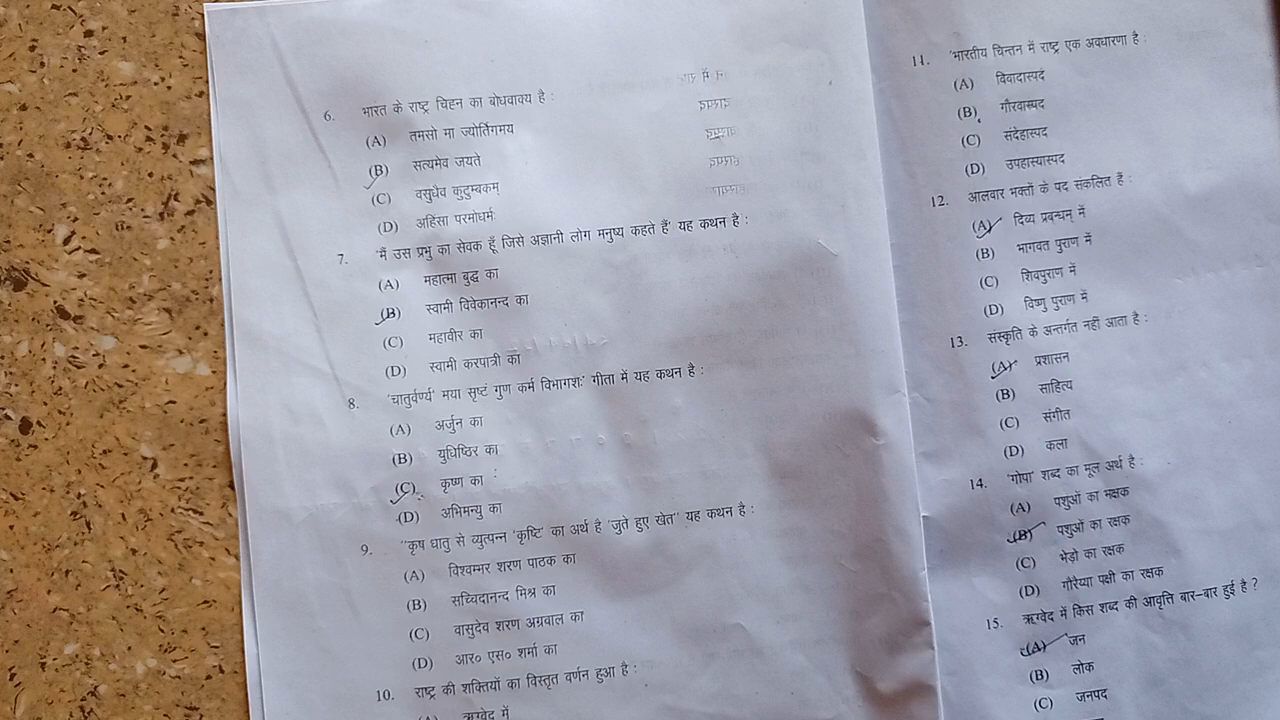 6. भारत के राष्ट्र चिह्न का बोधवाक्य है :
(A) तमसो मा ज्योर्तिगमय
(B) सत्यमेव जयते
(C) वसुधैव कुटुम्बकम्
(D) अहिंसा परमोधर्मः
7. 'मैं उस प्रभु का सेवक हूँ जिसे अज्ञानी लोग मनुष्य कहते हैं' यह कथन है :
(A) महात्मा बुद्ध का
(B) स्वामी विवेकानन्द का
(C) महावीर का
(D) स्वामी करपात्री का
8. 'चातुर्वर्ण्य' मया सृष्टं गुण कर्म विभागशः' गीता में यह कथन है :
(A) अर्जुन का
(B) युधिष्ठिर का
(C) कृष्ण का
(D) अभिमन्यु का
9. "कृष धातु से व्युत्पन्न 'कृष्टि' का अर्थ है 'जुते हुए खेत" यह कथन है :
(A) विश्वम्भर शरण पाठक का
(B) सच्चिदानन्द मिश्र का
(C) वासुदेव शरण अग्रवाल का
(D) आर० एस० शर्मा का
10. राष्ट्र की शक्तियों का विस्तृत वर्णन हुआ है :
(A) ऋग्वेद में
11. 'भारतीय चिन्तन में राष्ट्र एक अवधारणा है :
(A) विवादास्पद
(B) गौरवास्पद
(C) संदेहास्पद
(D) उपहास्यास्पद
12. आलवार भक्तों के पद संकलित हैं :
(A) दिव्य प्रबन्धन् में
(B) भागवत पुराण में
(C) शिवपुराण में
(D) विष्णु पुराण में
13. संस्कृति के अन्तर्गत नहीं आता है :
(A) प्रशासन
(B) साहित्य
(C) संगीत
(D) कला
14. 'गोपा' शब्द का मूल अर्थ है :
(A) पशुओं का भक्षक
(B) पशुओं का रक्षक
(C) भेड़ो का रक्षक
(D) गौरैय्या पक्षी का रक्षक
15. ऋग्वेद में किस शब्द की आवृत्ति बार-बार हुई है ?
(A) जन
(B) लोक
(C) जनपद